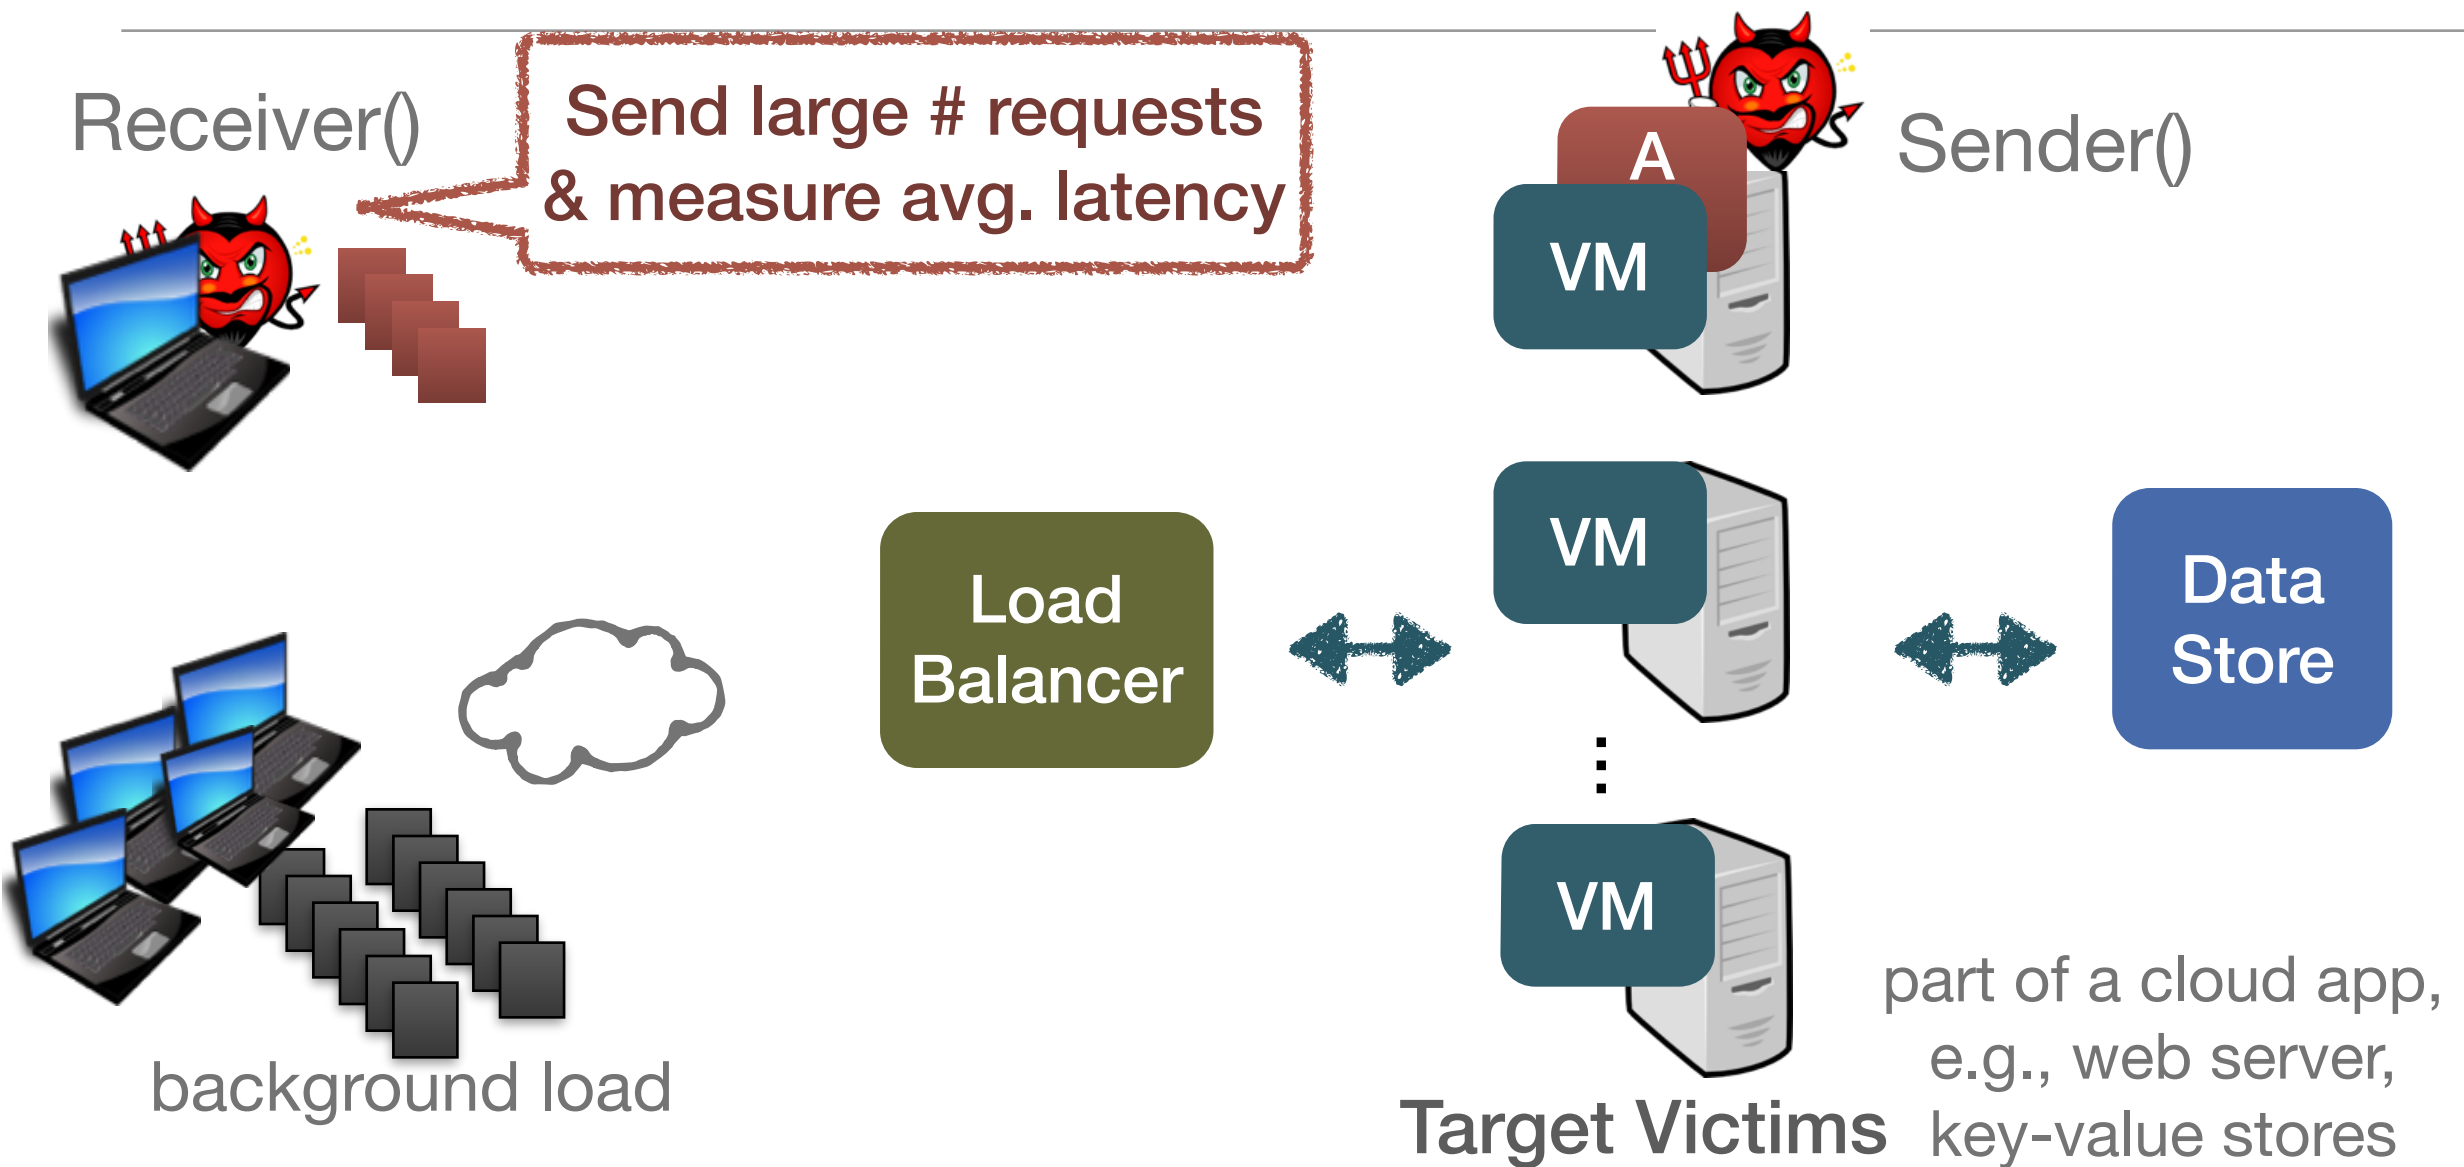 Receiver()
Send large # requests
& measure avg. latency
A
VM
Sender()
VM
Load
Balancer
Data
Store
VM
background load
Target Victims
part of a cloud app,
e.g., web server,
key-value stores